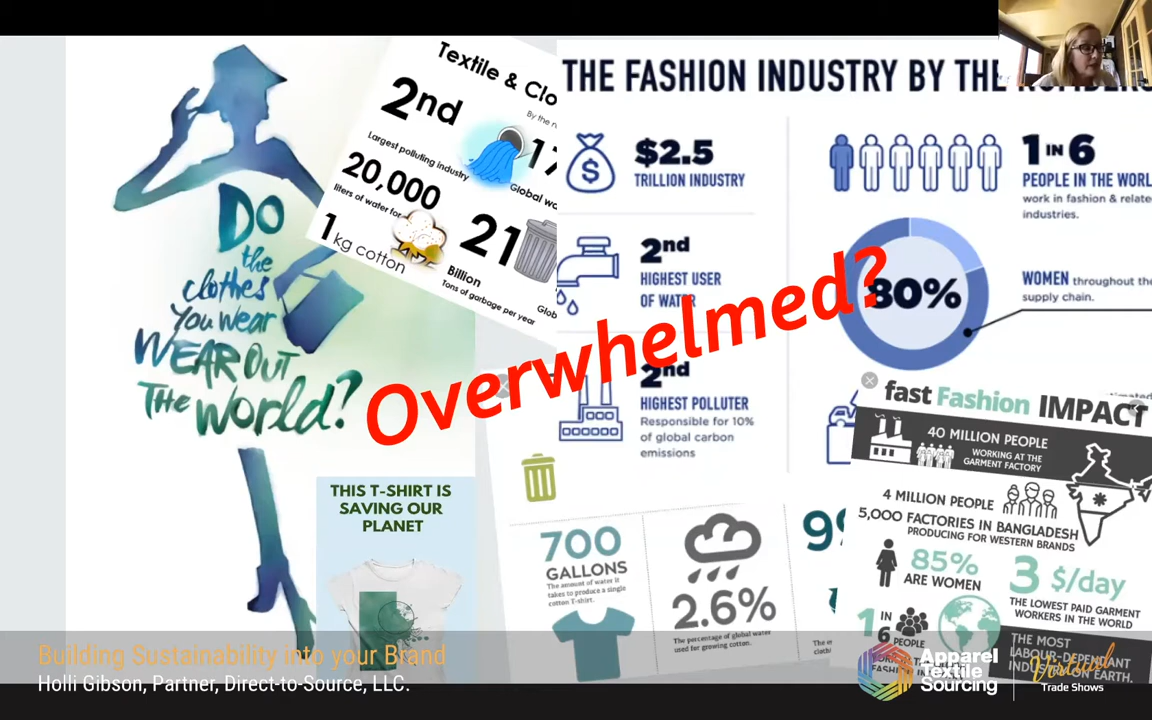 Do
the
clothes
You wear
WEAR OUT
THE World?
Textile & Clo
By the n
2nd
Largest polluting industry
17
Global wa
20,000
liters of water for
1 kg cotton
21
Billion
Tons of garbage per year
Glob
THE FASHION INDUSTRY BY THE
$2.5
TRILLION INDUSTRY
2nd
HIGHEST USER
OF WATER
2nd
HIGHEST POLLUTER
Responsible for 10%
of global carbon
emissions
1 IN 6
PEOPLE IN THE WORL
work in fashion & relate
industries.
80%
WOMEN throughout the
supply chain.
Overwhelmed?
THIS T-SHIRT IS
SAVING OUR
PLANET
700
GALLONS
The amount of water it
takes to produce a single
cotton T-shirt.
2.6%
The percentage of global water
used for growing cotton.
9
fast Fashion IMPACT
40 MILLION PEOPLE
WORKING AT THE
GARMENT FACTORY
4 MILLION PEOPLE
5,000 FACTORIES IN BANGLADESH
PRODUCING FOR WESTERN BRANDS
85%
ARE WOMEN
3 $/day
THE LOWEST PAID GARMENT
WORKERS IN THE WORLD
1 IN
6 PEOPLE
THE MOST
LABOUR-DEPENDANT
INDUSTRY ON EARTH.
Building Sustainability into your Brand
Holli Gibson, Partner, Direct-to-Source, LLC.
Apparel
Textile
Sourcing
Virtual
Trade Shows